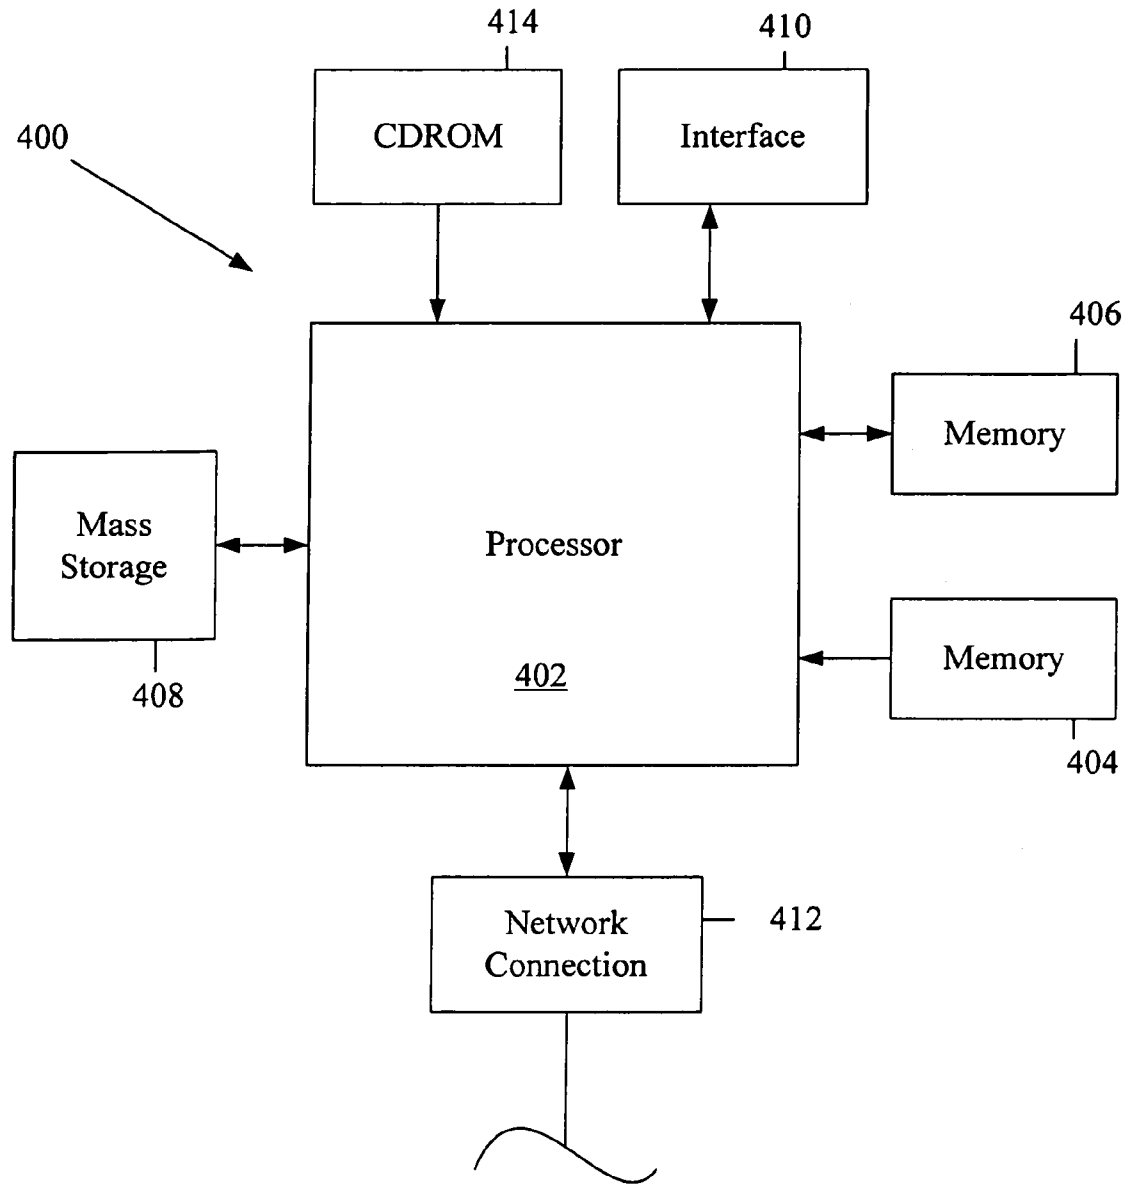 414
410
400
CDROM
Interface
406
Memory
Mass
Storage
408
Processor
402
Memory
404
Network
Connection
412